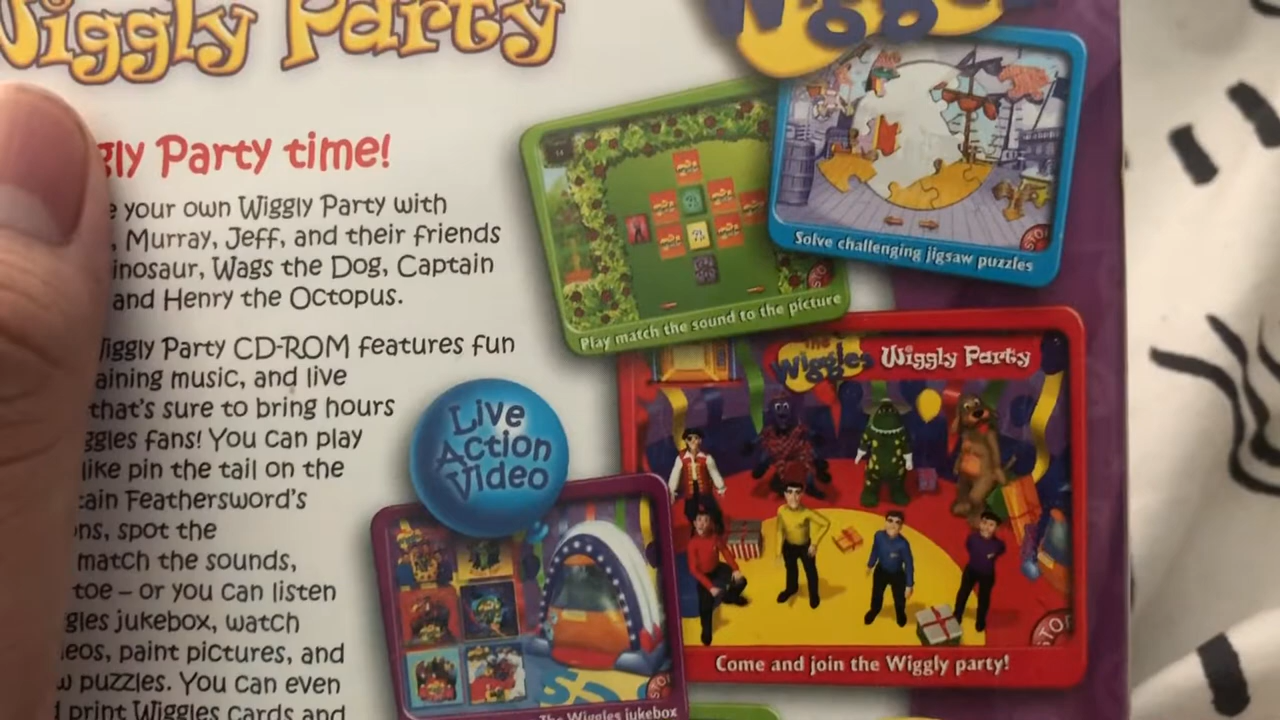 Wiggly Party
gly Party time!
your own Wiggly Party with
, Murray, Jeff, and their friends
inosaur, Wags the Dog, Captain
and Henry the Octopus.
iggly Party CD-ROM features fun
aining music, and live
that's sure to bring hours
ggles fans! You can play
like pin the tail on the
tain Feathersword's
ns, spot the
match the sounds,
toe – or you can listen
gles jukebox, watch
eos, paint pictures, and
w puzzles. You can even
print Wiggles cards and
Live
Action
Video
Wiggles
Solve challenging jigsaw puzzles
Play match the sound to the picture
The Wiggles Wiggly Party
STOP
Come and join the Wiggly party!
The Wiggles jukebox